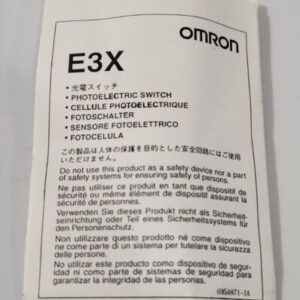 OMRON
E3X
・光電スイッチ
・PHOTOELECTRIC SWITCH
・CELLULE PHOTOELECTRIQUE
・FOTOSCHALTER
・SENSORE FOTOELETTRICO
・FOTOCELULA
この製品は人体の保護を目的とした安全回路にはご使用
いただけません。
Do not use this product as a safety device nor a part
of safety systems for ensuring safety of persons.
Ne pas utiliser ce produit en tant que dispositif de
sécurité ou même élément de dispositif assurant la
sécurité de personnes.
Verwenden Sie dieses Produkt nicht als Sicherheit-
seinrichtung oder Teil eines Sicherheitssystems für
den Personenschutz.
Non utilizzare questo prodotto né come dispositivo né
come parte di un sistema per tutelare la sicurezza
delle persone.
No utilizar este producto como dispositivo de segur-
idad ni como parte de sistemas de seguridad para
garantizar la integridad de las personas.
6954871-1A